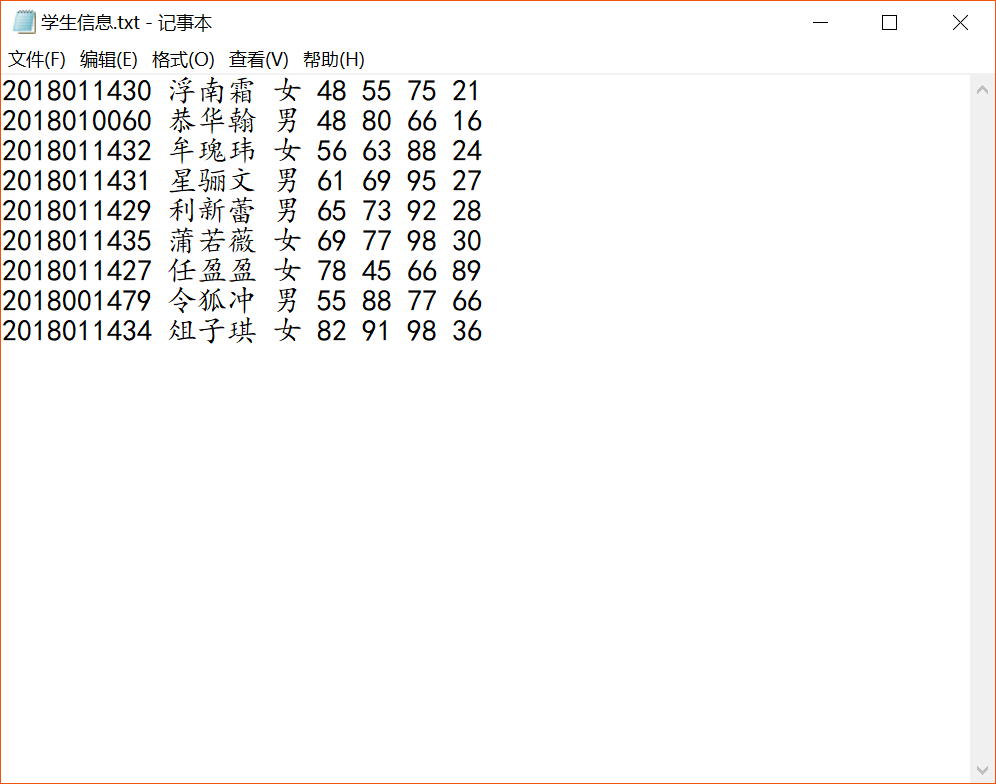 学生信息.txt - 记事本
文件(F) 编辑(E) 格式(O) 查看(V) 帮助(H)
2018011430 浮南霜 女 48 55 75 21
2018010060 恭华翰 男 48 80 66 16
2018011432 牟瑰玮 女 56 63 88 24
2018011431 星骊文 男 61 69 95 27
2018011429 利新蕾 男 65 73 92 28
2018011435 蒲若薇 女 69 77 98 30
2018011427 任盈盈 女 78 45 66 89
2018001479 令狐冲 男 55 88 77 66
2018011434 俎子琪 女 82 91 98 36